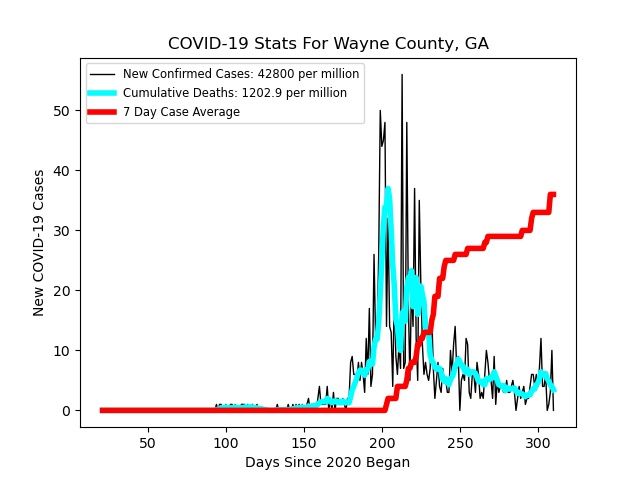 COVID-19 Stats For Wayne County, GA
New Confirmed Cases: 42800 per million
Cumulative Deaths: 1202.9 per million
7 Day Case Average
New COVID-19 Cases
50
40
30
20
10
0
50 100 150 200 250 300
Days Since 2020 Began